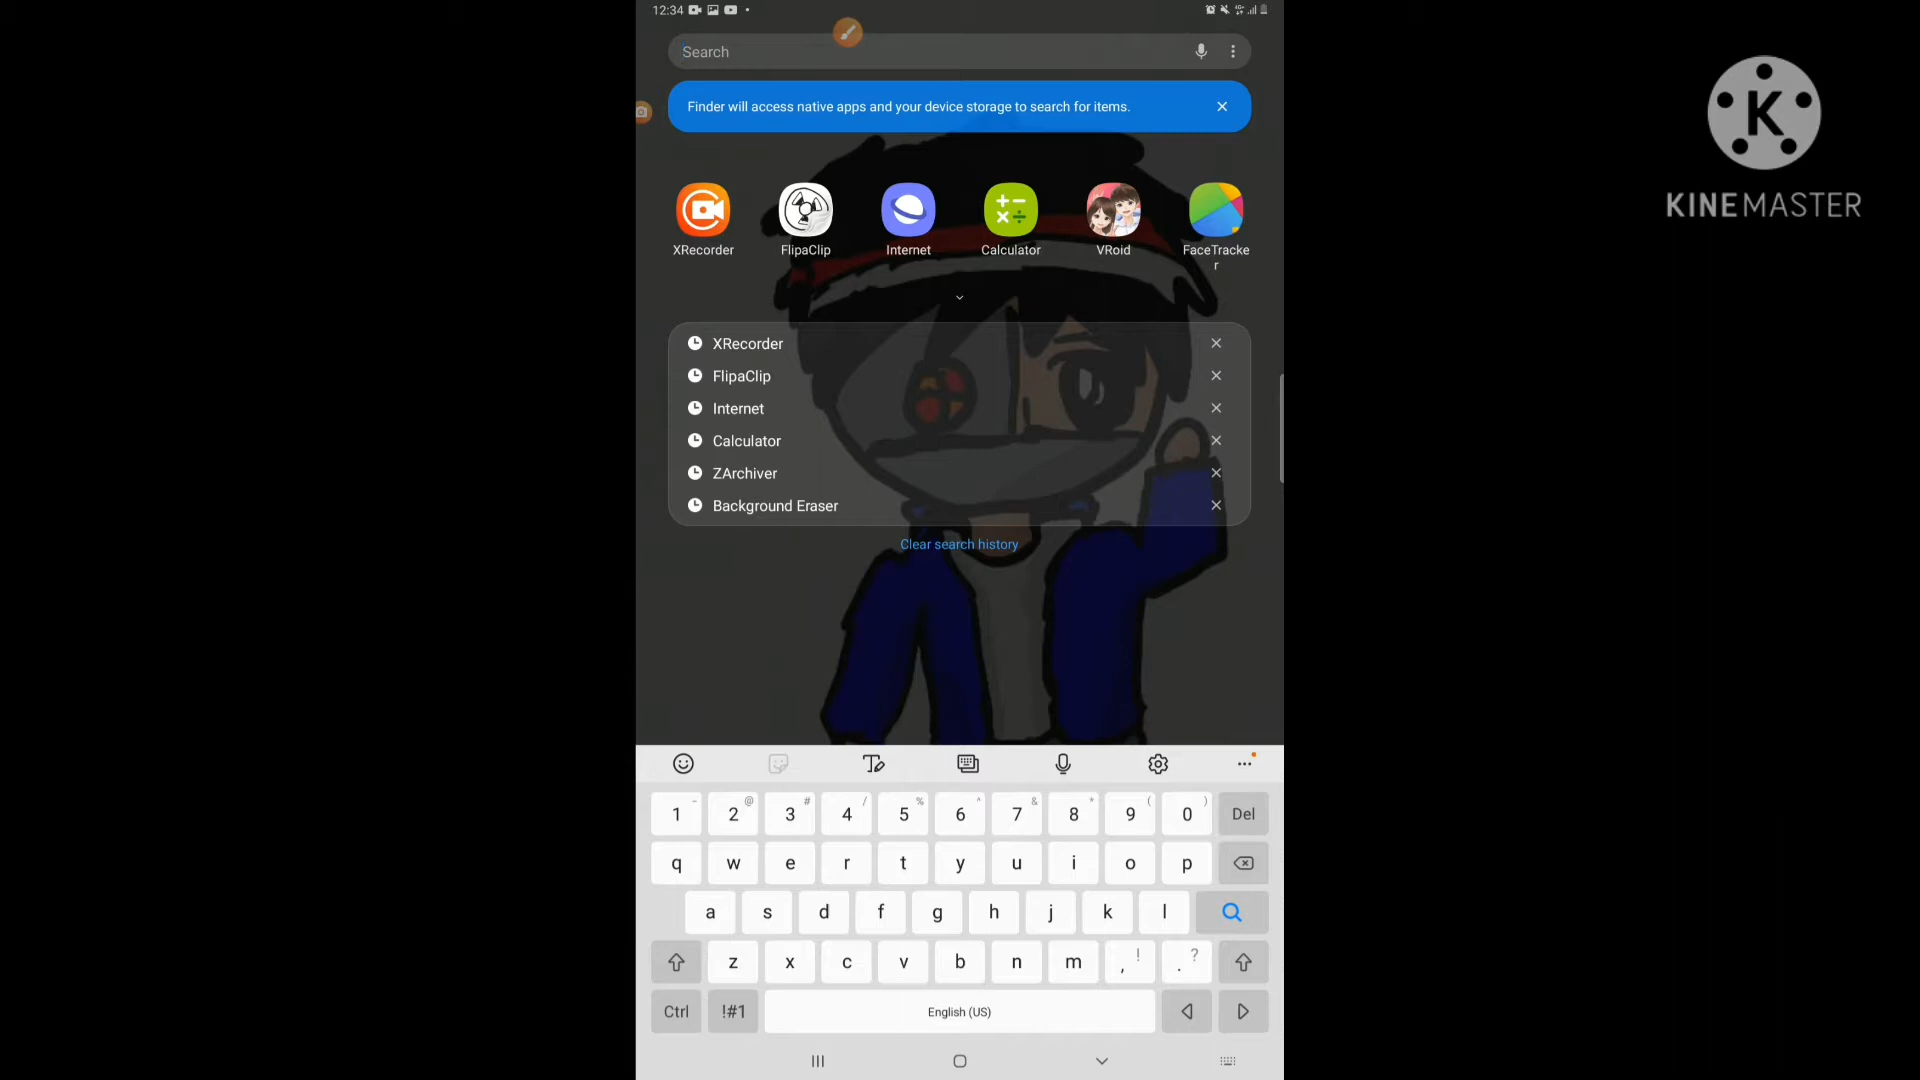 12:34
Search
Finder will access native apps and your device storage to search for items.
XRecorder
FlipaClip
Internet
Calculator
VRoid
FaceTracke
r
XRecorder
FlipaClip
Internet
Calculator
ZArchiver
Background Eraser
Clear search history
1 - 2 @ 3 # 4 / 5 % 6 ^ 7 & 8 * 9 ( 0 ) Del
q w e r t y u i o p
a s d f g h j k l
z x c v b n m , ! . ?
Ctrl !#1 English (US)
K
KINEMASTER